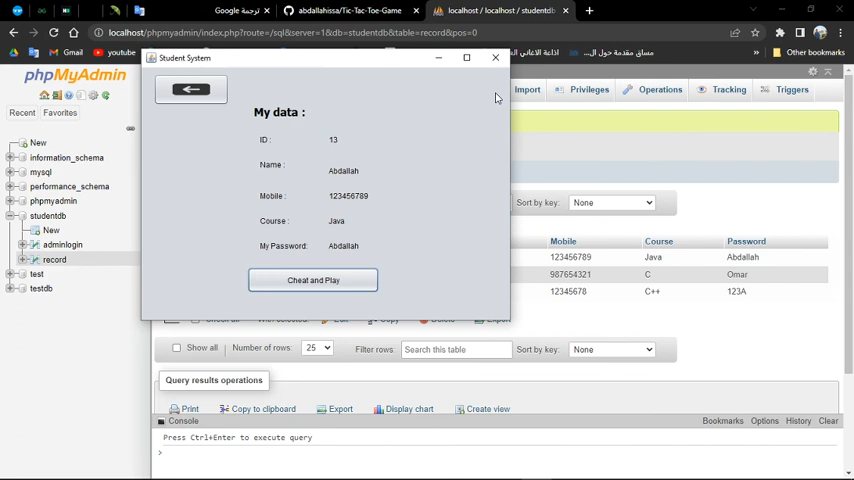 Google ترجمة
abdallahissa/Tic-Tac-Toe-Game
localhost / localhost / studentdb
localhost/phpmyadmin/index.php?route=/sql&server=1&db=studentdb&table=record&pos=0
Gmail
youtube
اذاعة الاغاني
مساق مقدمة حول ال...
»
Other bookmarks
Student System
My data :
ID :
13
Name :
Abdallah
Mobile :
123456789
Course :
Java
My Password:
Abdallah
Cheat and Play
phpMyAdmin
Recent
Favorites
New
information_schema
mysql
performance_schema
phpmyadmin
studentdb
New
adminlogin
record
test
testdb
Import
Privileges
Operations
Tracking
Triggers
Sort by key:
None
Mobile Course Password
123456789 Java Abdallah
987654321 C Omar
12345678 C++ 123A
Show all
Number of rows:
25
Filter rows:
Search this table
Sort by key:
None
Query results operations
Print
Copy to clipboard
Export
Display chart
Create view
Console
Bookmarks
Options
History
Clear
Press Ctrl+Enter to execute query
>